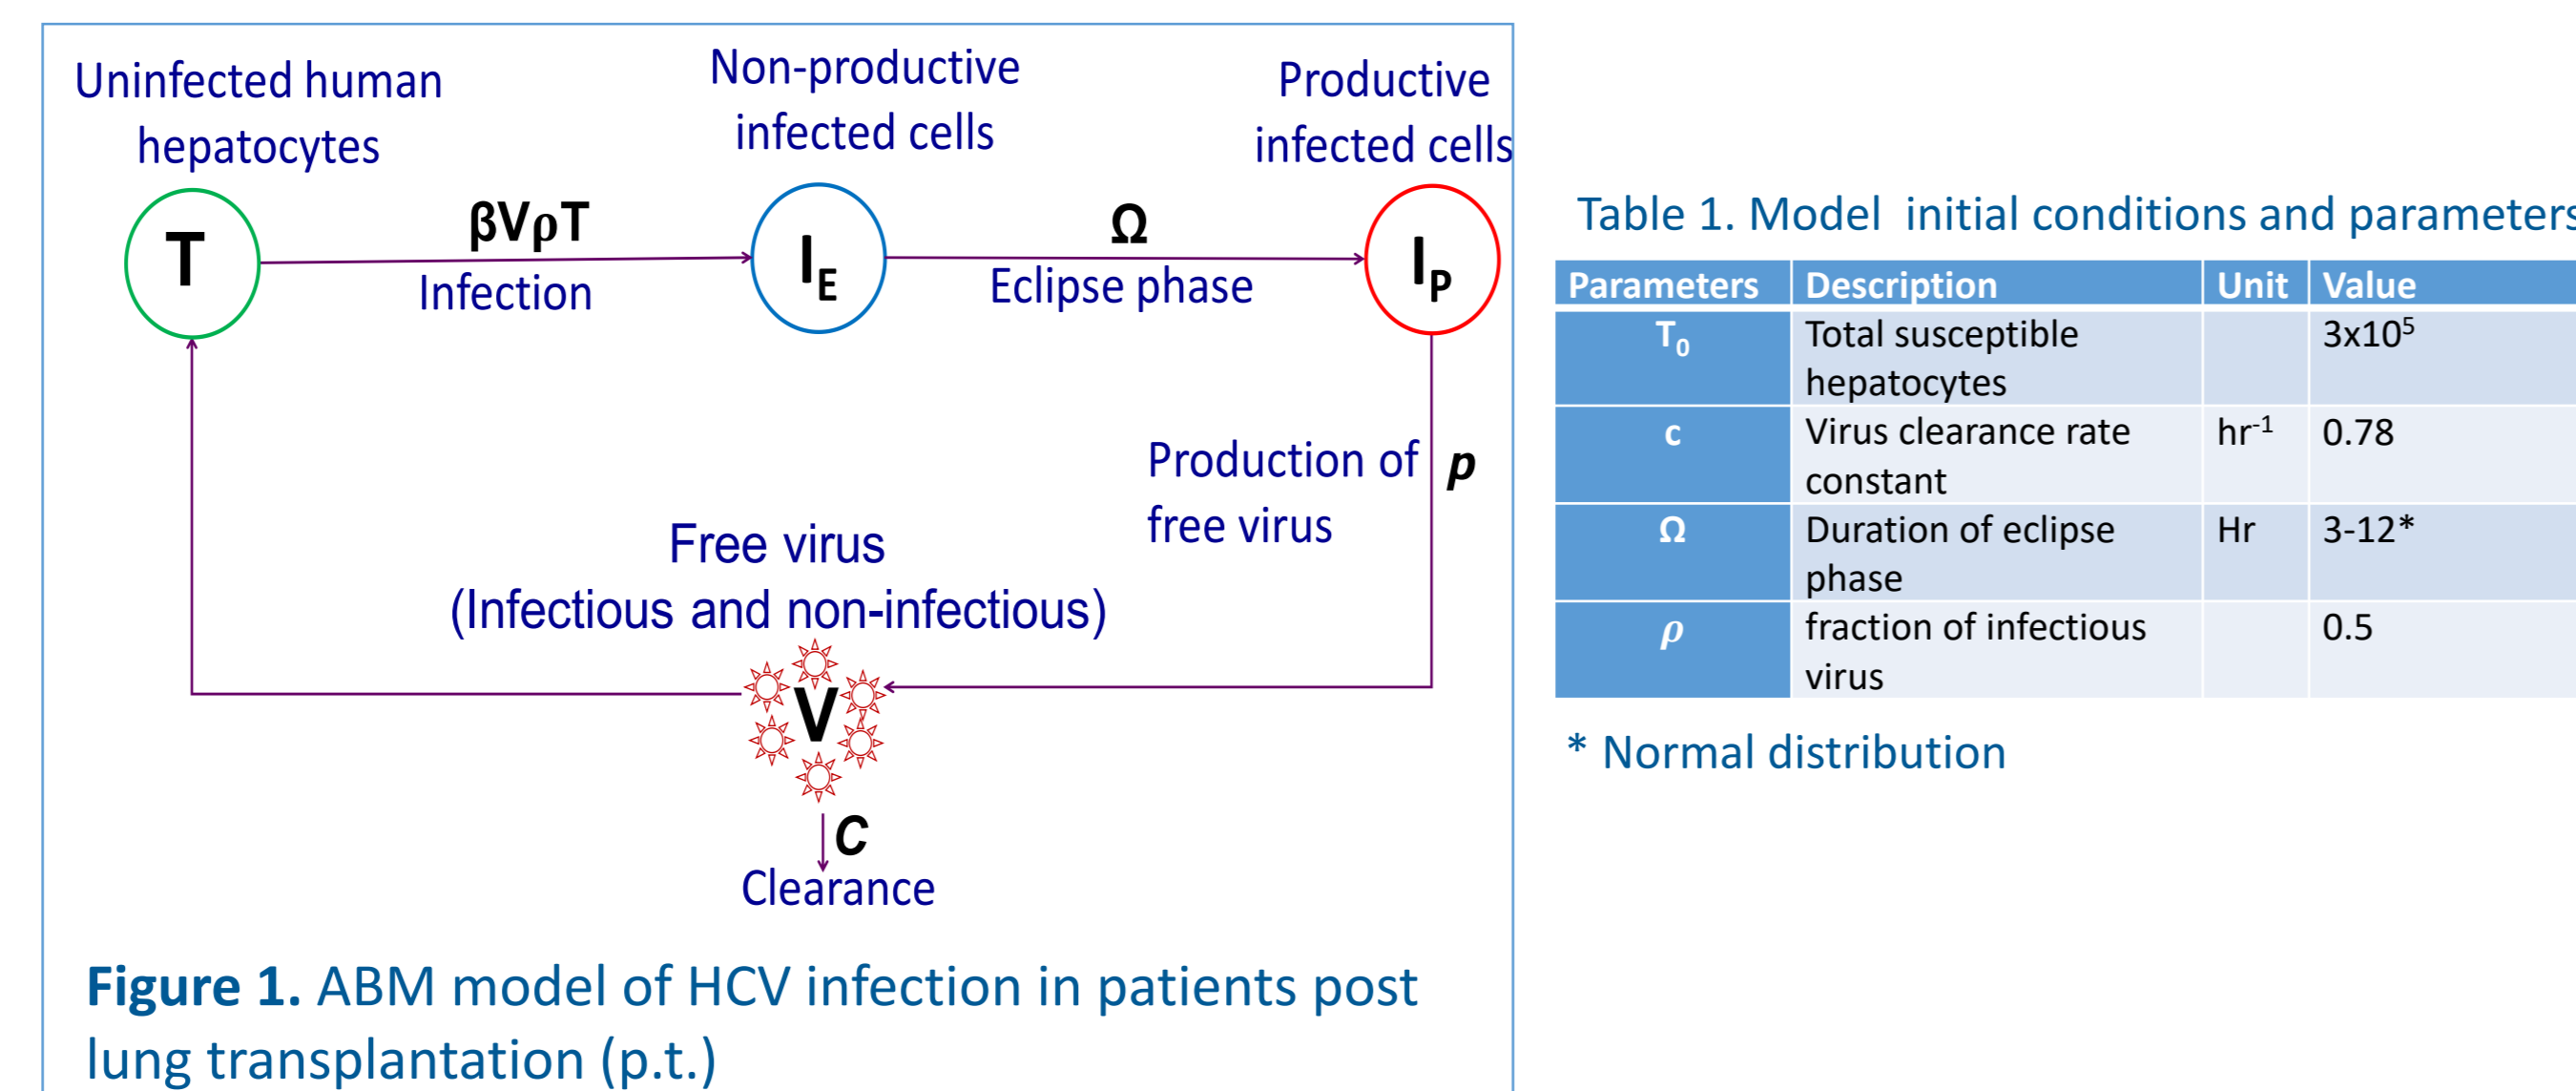 Uninfected human
hepatocytes
Non-productive
infected cells
Productive
infected cells
T
βVρT
Infection
I_E
Ω
Eclipse phase
I_P
Production of
free virus
p
Free virus
(Infectious and non-infectious)
V
C
Clearance
Figure 1. ABM model of HCV infection in patients post
lung transplantation (p.t.)
Table 1. Model initial conditions and parameters
Parameters Description Unit Value
T₀ Total susceptible
hepatocytes
3x10⁵
c Virus clearance rate
constant
hr⁻¹ 0.78
Ω Duration of eclipse
phase
Hr 3-12*
ρ fraction of infectious
virus
0.5
* Normal distribution